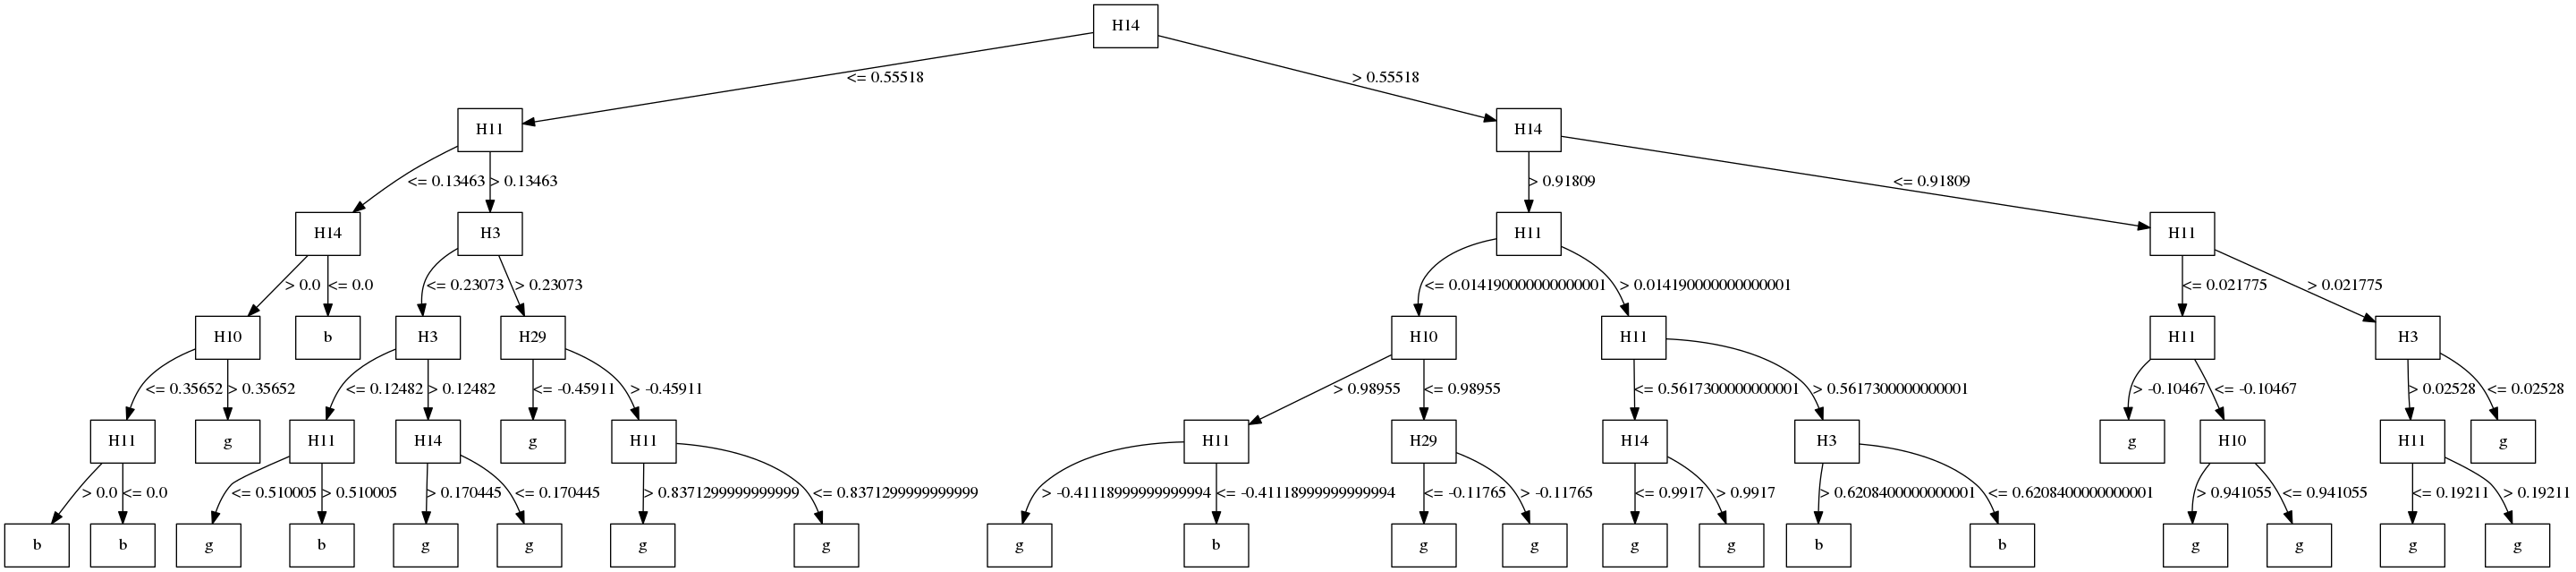 H14
<= 0.55518 > 0.55518
H11 H14
<= 0.13463 > 0.13463 > 0.91809 <= 0.91809
H14 H3 H11 H11
> 0.0 <= 0.0 <= 0.23073 > 0.23073 <= 0.014190000000000001 > 0.014190000000000001 <= 0.021775 > 0.021775
H10 b H3 H29 H10 H11 H11 H3
<= 0.35652 > 0.35652 <= 0.12482 > 0.12482 <= -0.45911 > -0.45911 > 0.98955 <= 0.98955 <= 0.5617300000000001 > 0.5617300000000001 > -0.10467 <= -0.10467 > 0.02528 <= 0.02528
H11 g H11 H14 g H11 H11 H29 H14 H3 g H10 H11 g
> 0.0 <= 0.0 <= 0.510005 > 0.510005 > 0.170445 <= 0.170445 > 0.8371299999999999 <= 0.8371299999999999 > -0.41118999999999994 <= -0.41118999999999994 <= -0.11765 > -0.11765 <= 0.9917 > 0.9917 > 0.6208400000000001 <= 0.6208400000000001 > 0.941055 <= 0.941055 <= 0.19211 > 0.19211
b b g b g g g g g b g g g g b b g g g g